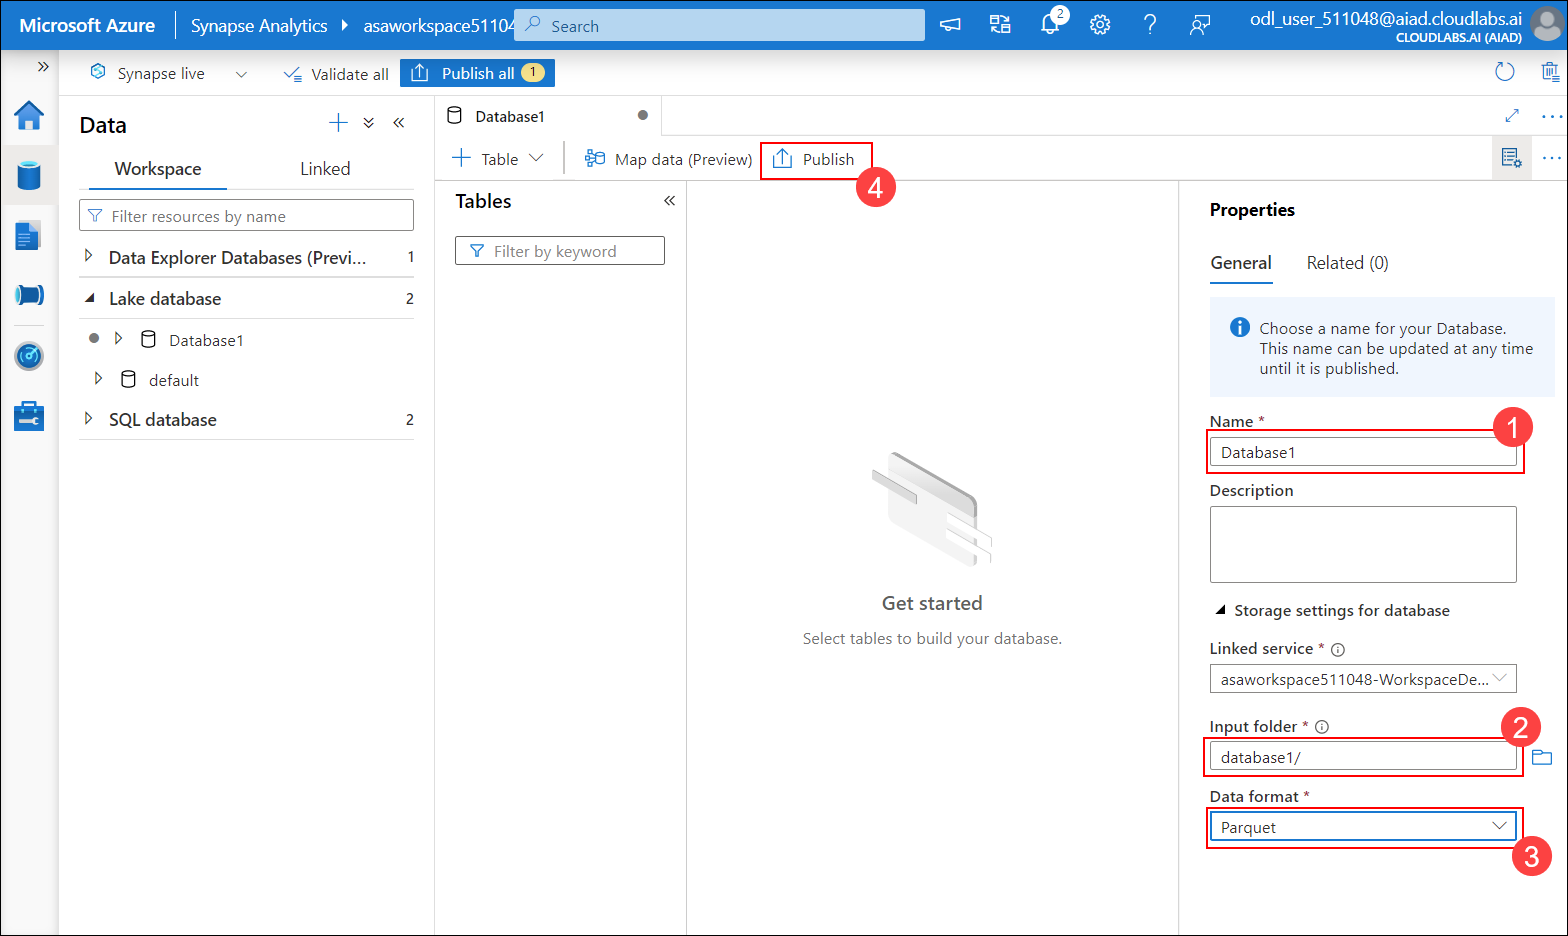 Microsoft Azure
Synapse Analytics
asaworkspace51104
Search
2
odl_user_511048@aiad.cloudlabs.ai
CLOUDLABS.AI (AIAD)
Synapse live
Validate all
Publish all 1
Data
Workspace
Linked
Filter resources by name
Data Explorer Databases (Previ... 1
Lake database 2
Database1
default
SQL database 2
Database1
Table
Map data (Preview)
Publish
4
Tables
Filter by keyword
Get started
Select tables to build your database.
Properties
General
Related (0)
Choose a name for your Database.
This name can be updated at any time
until it is published.
Name *
1
Database1
Description
Storage settings for database
Linked service *
asaworkspace511048-WorkspaceDe...
Input folder *
2
database1/
Data format *
Parquet
3